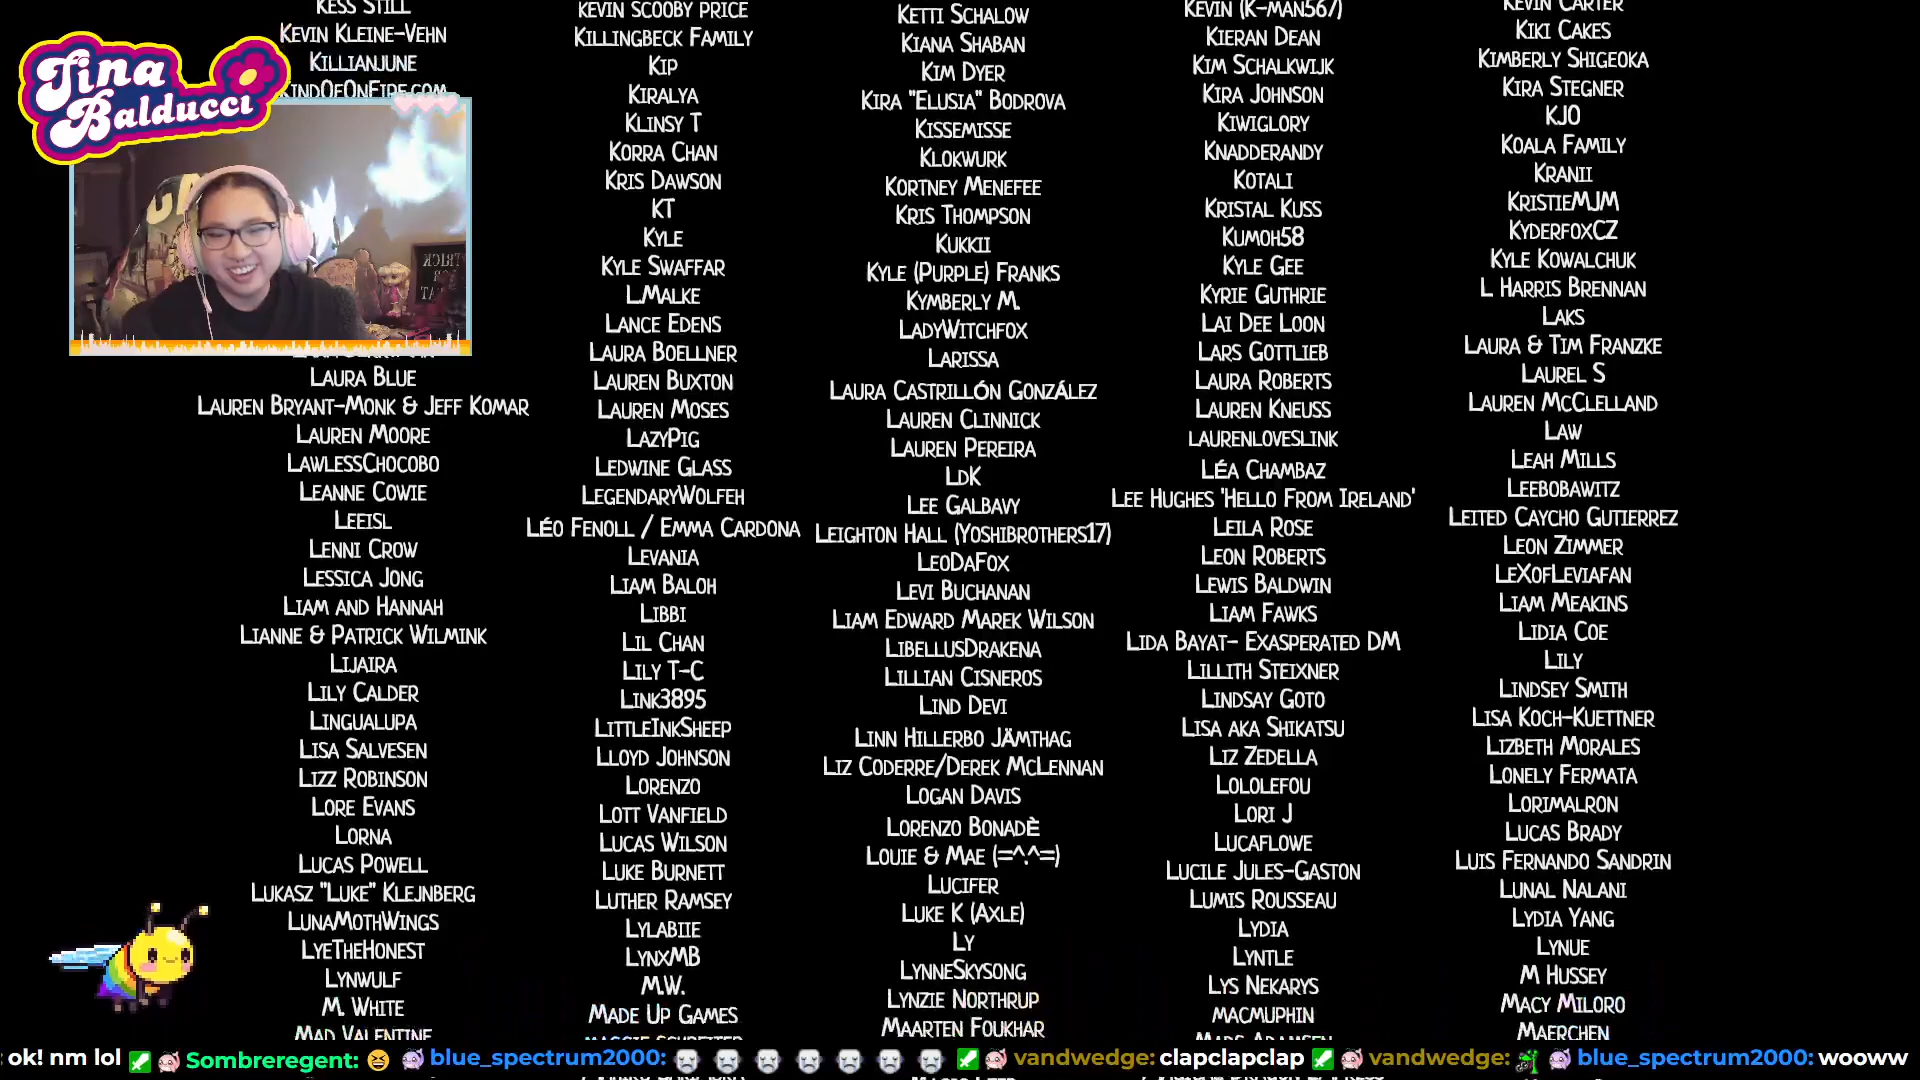 Tina
Balducci
Kess Still
Kevin Kleine-Vehn
Killianjune
KindOfOnFire.com
Laura Blue
Lauren Bryant-Monk & Jeff Komar
Lauren Moore
LawlessChocobo
Leanne Cowie
Leeisl
Lenni Crow
Lessica Jong
Liam and Hannah
Lianne & Patrick Wilmink
Lijaira
Lily Calder
Lingualupa
Lisa Salvesen
Lizz Robinson
Lore Evans
Lorna
Lucas Powell
Lukasz "Luke" Klejnberg
LunaMothWings
LyeTheHonest
Lynwulf
M. White
Mad Valentine
Kevin Scooby Price
Killingbeck Family
Kip
Kiralya
Klinsy T
Korra Chan
Kris Dawson
KT
Kyle
Kyle Swaffar
L.Malke
Lance Edens
Laura Boellner
Lauren Buxton
Lauren Moses
LazyPig
Ledwine Glass
LegendaryWolfeh
Léo Fenoll / Emma Cardona
Levania
Liam Baloh
Libbi
Lil Chan
Lily T-C
Link3895
LittleInkSheep
Lloyd Johnson
Lorenzo
Lott Vanfield
Lucas Wilson
Luke Burnett
Luther Ramsey
Lylabiie
LynxMB
M.W.
Made Up Games
Ketti Schalow
Kiana Shaban
Kim Dyer
Kira "Elusia" Bodrova
Kissemisse
Klokwurk
Kortney Menefee
Kris Thompson
Kukkii
Kyle (Purple) Franks
Kymberly M.
LadyWitchfox
Larissa
Laura Castrillón González
Lauren Clinnick
Lauren Pereira
LdK
Lee Galbavy
Leighton Hall (Yoshibrothers17)
LeoDaFox
Levi Buchanan
Liam Edward Marek Wilson
LibellusDrakena
Lillian Cisneros
Lind Devi
Linn Hillerbo Jämthag
Liz Coderre/Derek McLennan
Logan Davis
Lorenzo Bonadè
Louie & Mae (=^.^=)
Lucifer
Luke K (Axle)
Ly
LynneSkysong
Lynzie Northrup
Maarten Foukhar
Kevin (K-man567)
Kieran Dean
Kim Schalkwijk
Kira Johnson
Kiwiglory
Knadderandy
Kotali
Kristal Kuss
Kumoh58
Kyle Gee
Kyrie Guthrie
Lai Dee Loon
Lars Gottlieb
Laura Roberts
Lauren Kneuss
laurenloveslink
Léa Chambaz
Lee Hughes 'Hello From Ireland'
Leila Rose
Leon Roberts
Lewis Baldwin
Liam Fawks
Lida Bayat- Exasperated DM
Lillith Steixner
Lindsay Goto
Lisa aka Shikatsu
Liz Zedella
Lololefou
Lori J
Lucaflowe
Lucile Jules-Gaston
Lumis Rousseau
Lydia
Lyntle
Lys Nekarys
macmuphin
Mads Adamsen
Kevin Carter
Kiki Cakes
Kimberly Shigeoka
Kira Stegner
KJO
Koala Family
Kranii
KristieMJM
KyderfoxCZ
Kyle Kowalchuk
L Harris Brennan
Laks
Laura & Tim Franzke
Laurel S
Lauren McClelland
Law
Leah Mills
Leebobawitz
Leited Caycho Gutierrez
Leon Zimmer
LeXofLeviafan
Liam Meakins
Lidia Coe
Lily
Lindsey Smith
Lisa Koch-Kuettner
Lizbeth Morales
Lonely Fermata
Lorimalron
Lucas Brady
Luis Fernando Sandrin
Lunal Nalani
Lydia Yang
Lynue
M Hussey
Macy Miloro
Maerchen
: ok! nm lol Sombreregent: 😆 blue_spectrum2000: vandwedge: clapclapclap vandwedge: blue_spectrum2000: wooww